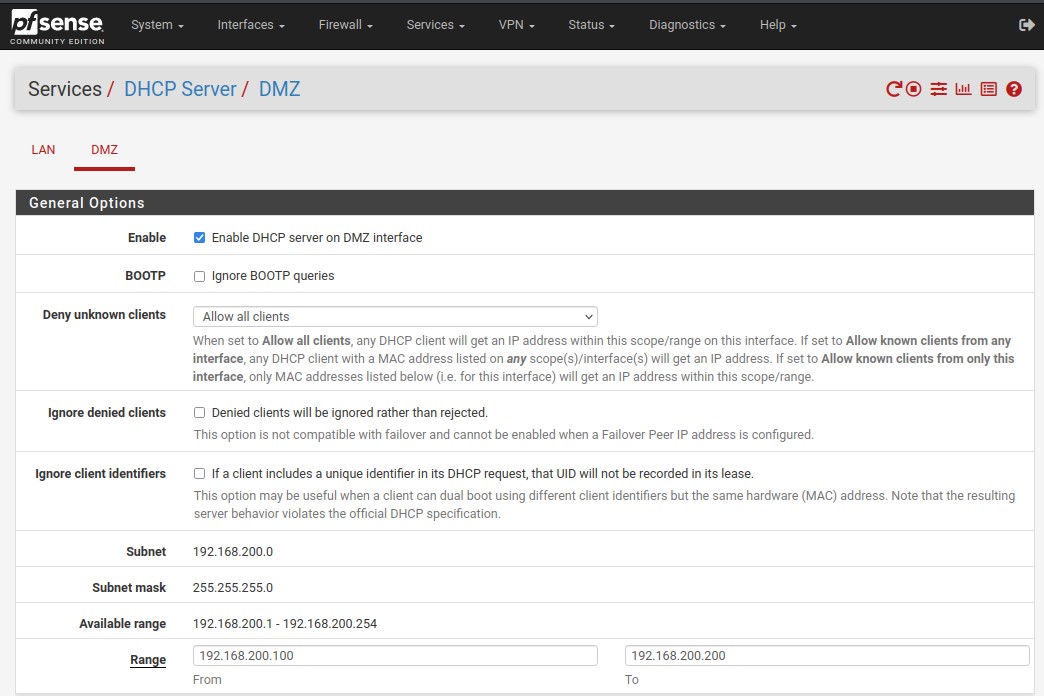 pfsense
COMMUNITY EDITION
System Interfaces Firewall Services VPN Status Diagnostics Help
Services / DHCP Server / DMZ
LAN DMZ
General Options
Enable Enable DHCP server on DMZ interface
BOOTP Ignore BOOTP queries
Deny unknown clients Allow all clients
When set to Allow all clients, any DHCP client will get an IP address within this scope/range on this interface. If set to Allow known clients from any
interface, any DHCP client with a MAC address listed on any scope(s)/interface(s) will get an IP address. If set to Allow known clients from only this
interface, only MAC addresses listed below (i.e. for this interface) will get an IP address within this scope/range.
Ignore denied clients Denied clients will be ignored rather than rejected.
This option is not compatible with failover and cannot be enabled when a Failover Peer IP address is configured.
Ignore client identifiers If a client includes a unique identifier in its DHCP request, that UID will not be recorded in its lease.
This option may be useful when a client can dual boot using different client identifiers but the same hardware (MAC) address. Note that the resulting
server behavior violates the official DHCP specification.
Subnet 192.168.200.0
Subnet mask 255.255.255.0
Available range 192.168.200.1 - 192.168.200.254
Range 192.168.200.100 192.168.200.200
From To